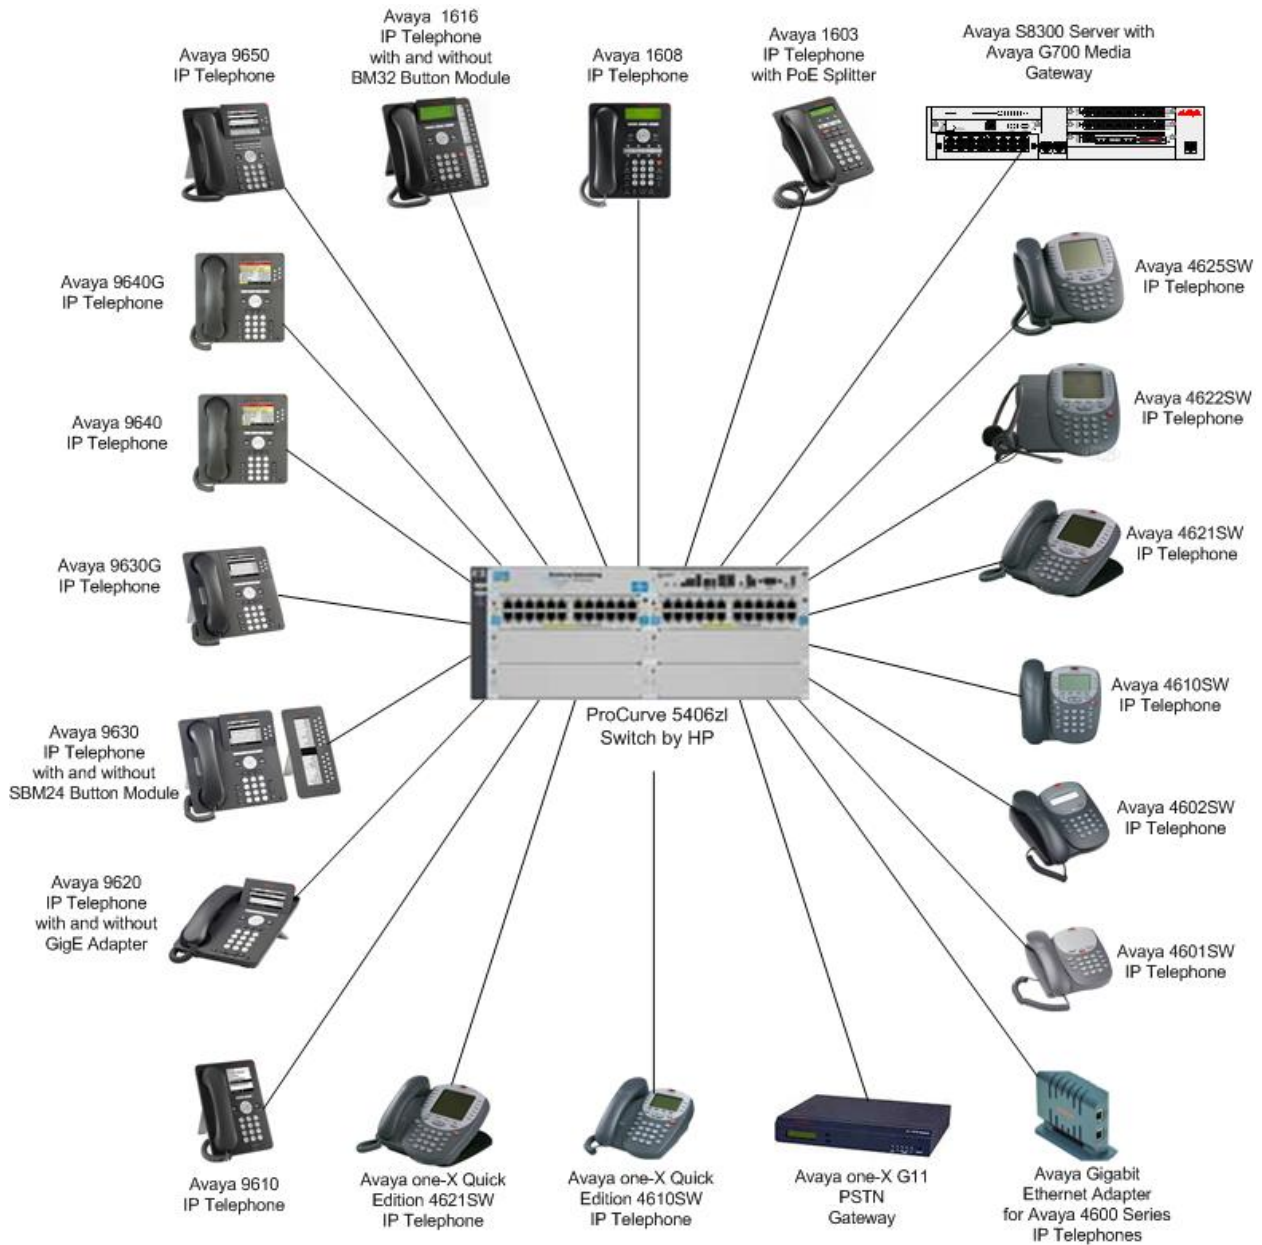 Avaya 9650
IP Telephone
Avaya 1616
IP Telephone
with and without
BM32 Button Module
Avaya 1608
IP Telephone
Avaya 1603
IP Telephone
with PoE Splitter
Avaya S8300 Server with
Avaya G700 Media
Gateway
Avaya 9640G
IP Telephone
Avaya 4625SW
IP Telephone
Avaya 9640
IP Telephone
Avaya 4622SW
IP Telephone
Avaya 9630G
IP Telephone
Avaya 4621SW
IP Telephone
ProCurve 5406zl
Switch by HP
Avaya 4610SW
IP Telephone
Avaya 9630
IP Telephone
with and without
SBM24 Button Module
Avaya 4602SW
IP Telephone
Avaya 9620
IP Telephone
with and without
GigE Adapter
Avaya 4601SW
IP Telephone
Avaya 9610
IP Telephone
Avaya one-X Quick
Edition 4621SW
IP Telephone
Avaya one-X Quick
Edition 4610SW
IP Telephone
Avaya one-X G11
PSTN
Gateway
Avaya Gigabit
Ethernet Adapter
for Avaya 4600 Series
IP Telephones